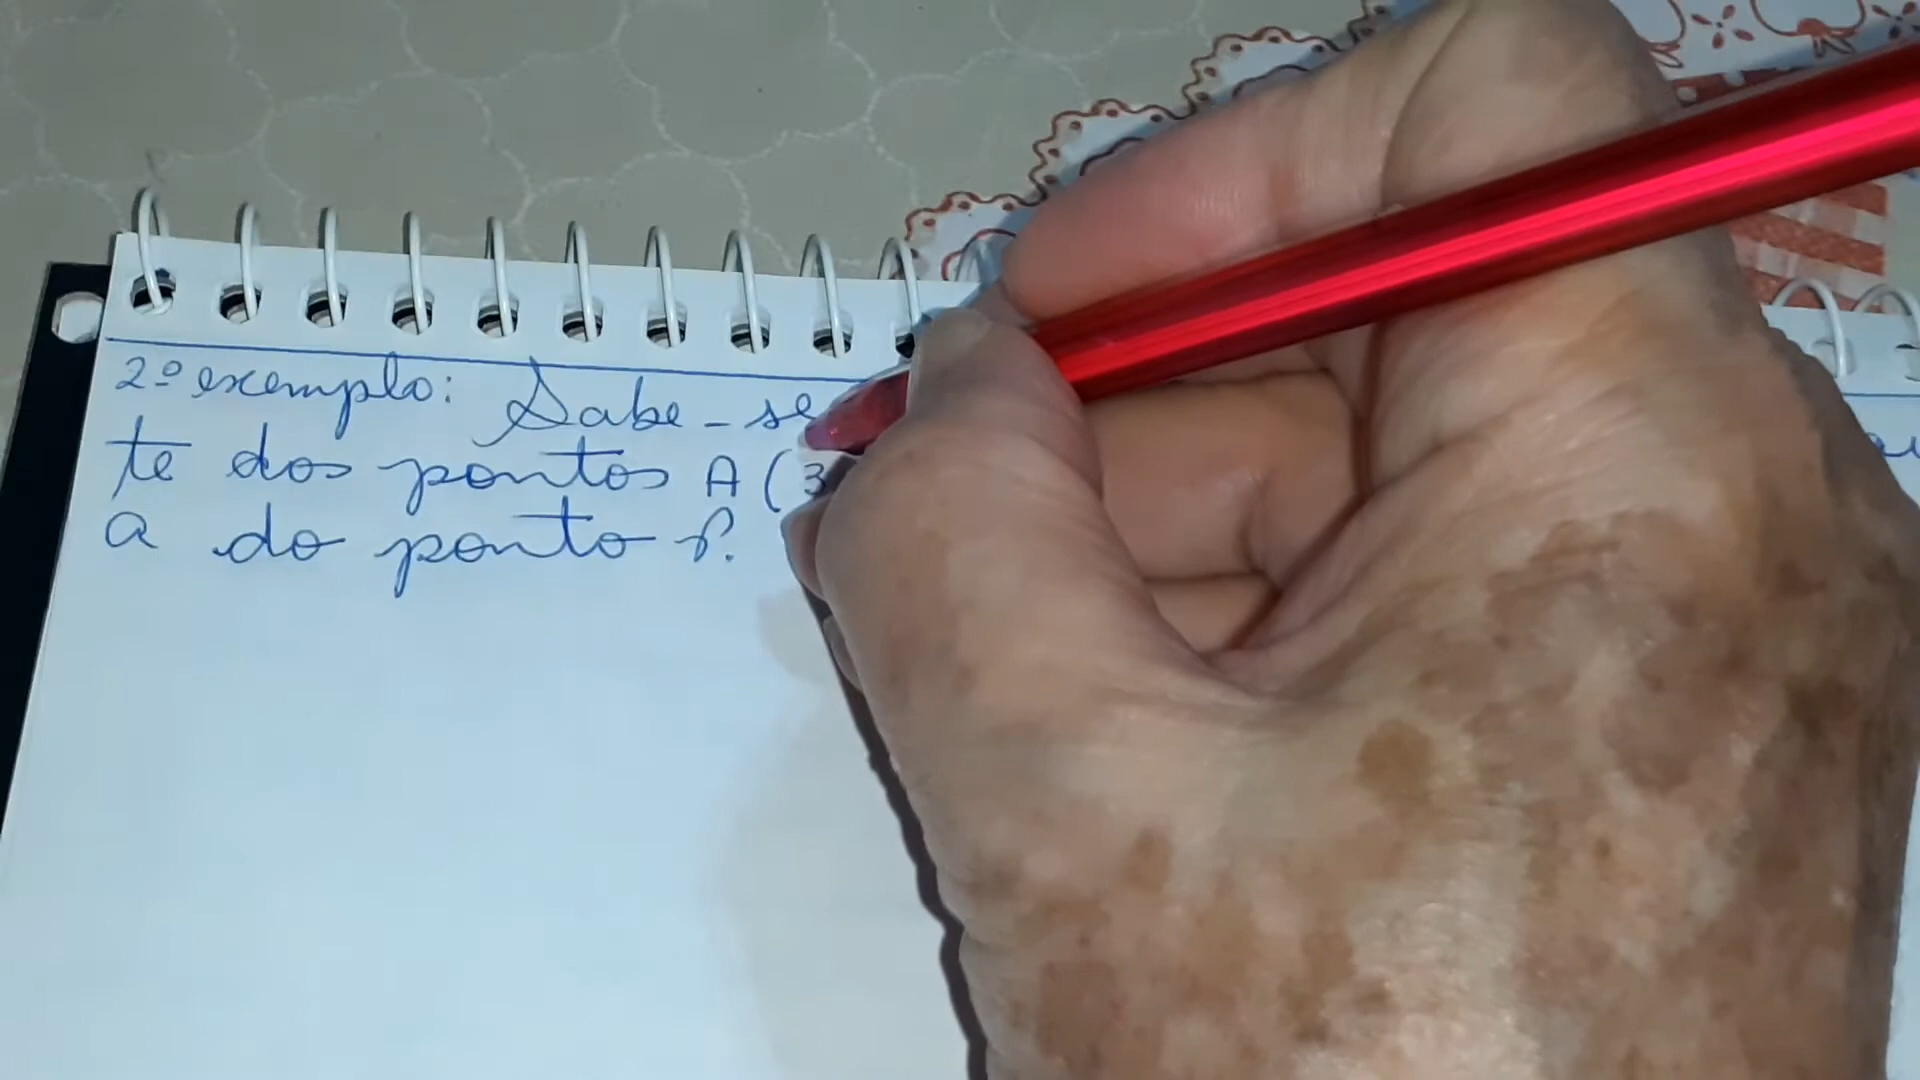 2º exemplo: Sabe-se
te dos pontos A (3
a do ponto P.